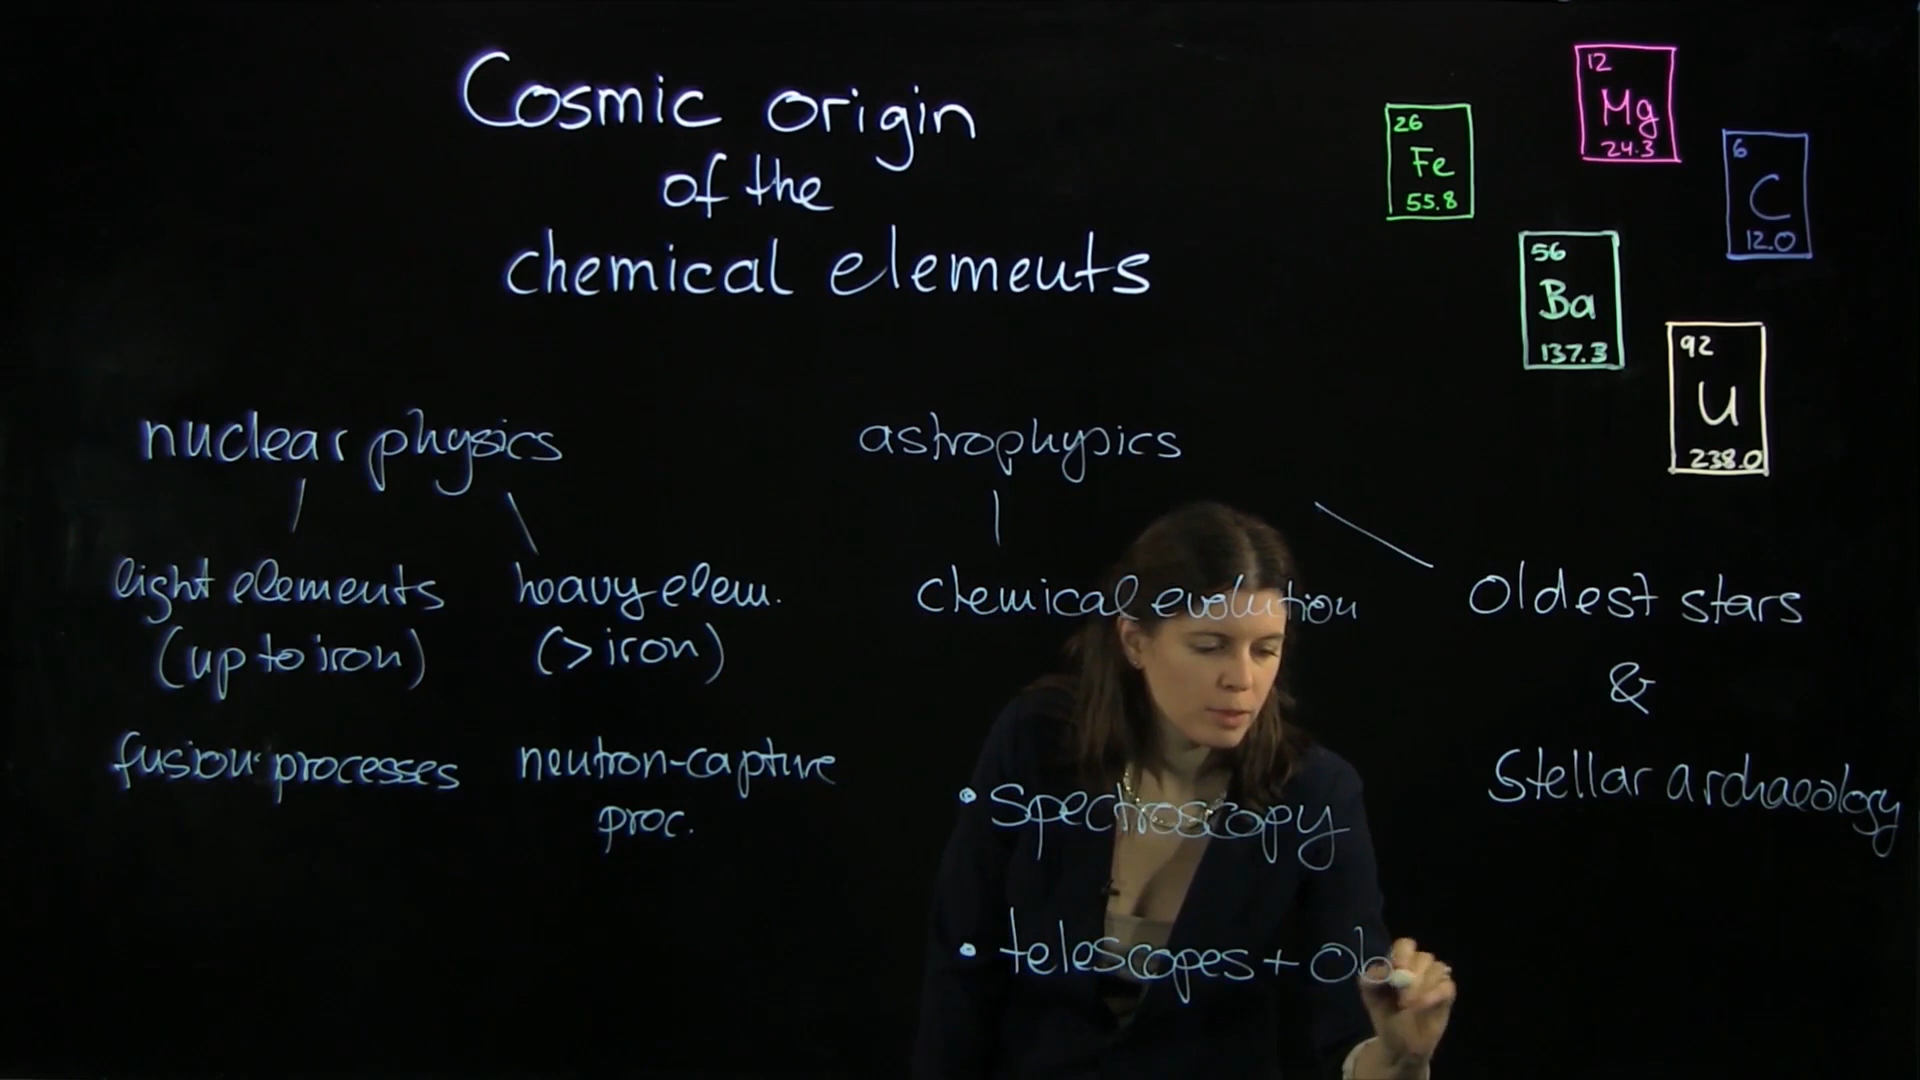 Cosmic origin
of the
chemical elements
26
Fe
55.8
12
Mg
24.3
6
C
12.0
56
Ba
137.3
92
U
238.0
nuclear physics
astrophysics
light elements
(up to iron)
heavy elem.
(> iron)
chemical evolution
oldest stars
&
stellar archaeology
fusion processes
neutron-capture
proc.
• spectroscopy
• telescopes + Ob